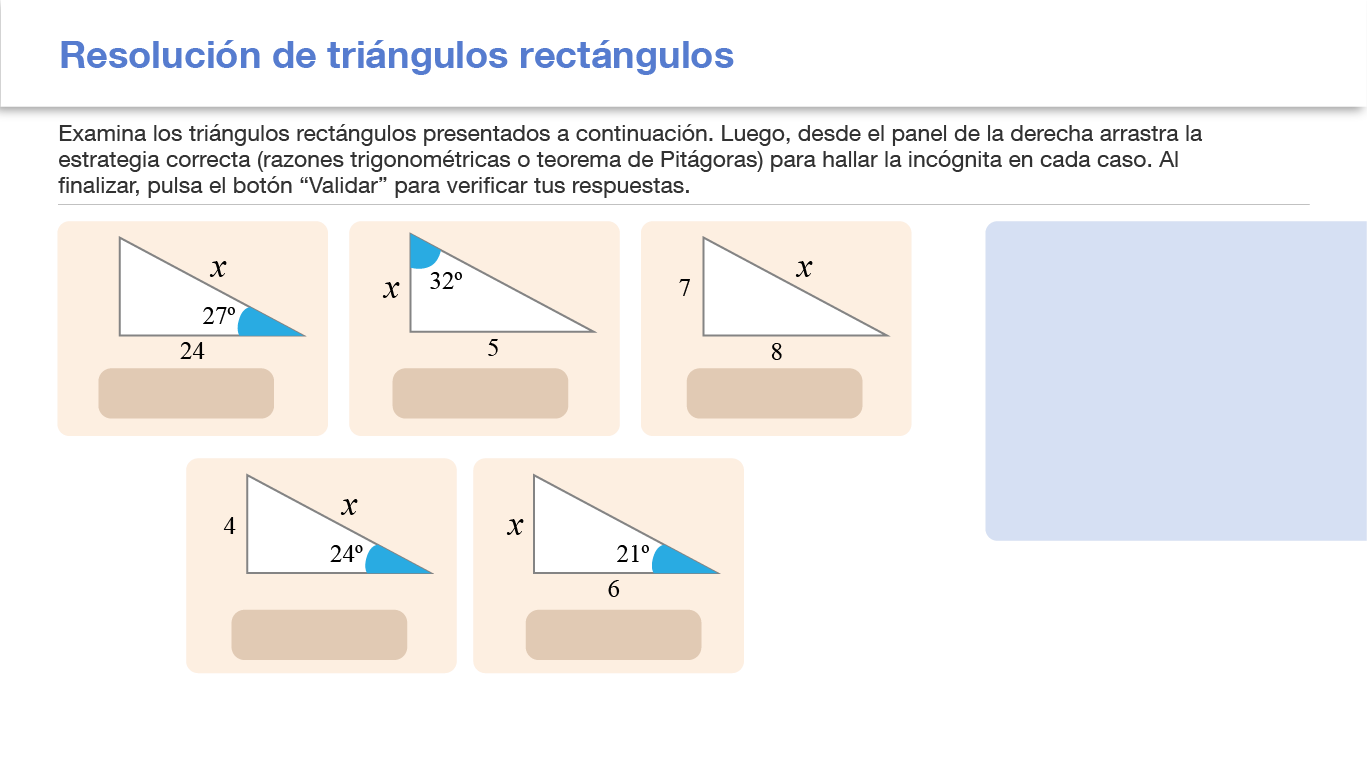 Resolución de triángulos rectángulos
Examina los triángulos rectángulos presentados a continuación. Luego, desde el panel de la derecha arrastra la
estrategia correcta (razones trigonométricas o teorema de Pitágoras) para hallar la incógnita en cada caso. Al
finalizar, pulsa el botón “Validar” para verificar tus respuestas.
x
27º
24
x
32º
5
7
x
8
4
x
24º
x
21º
6